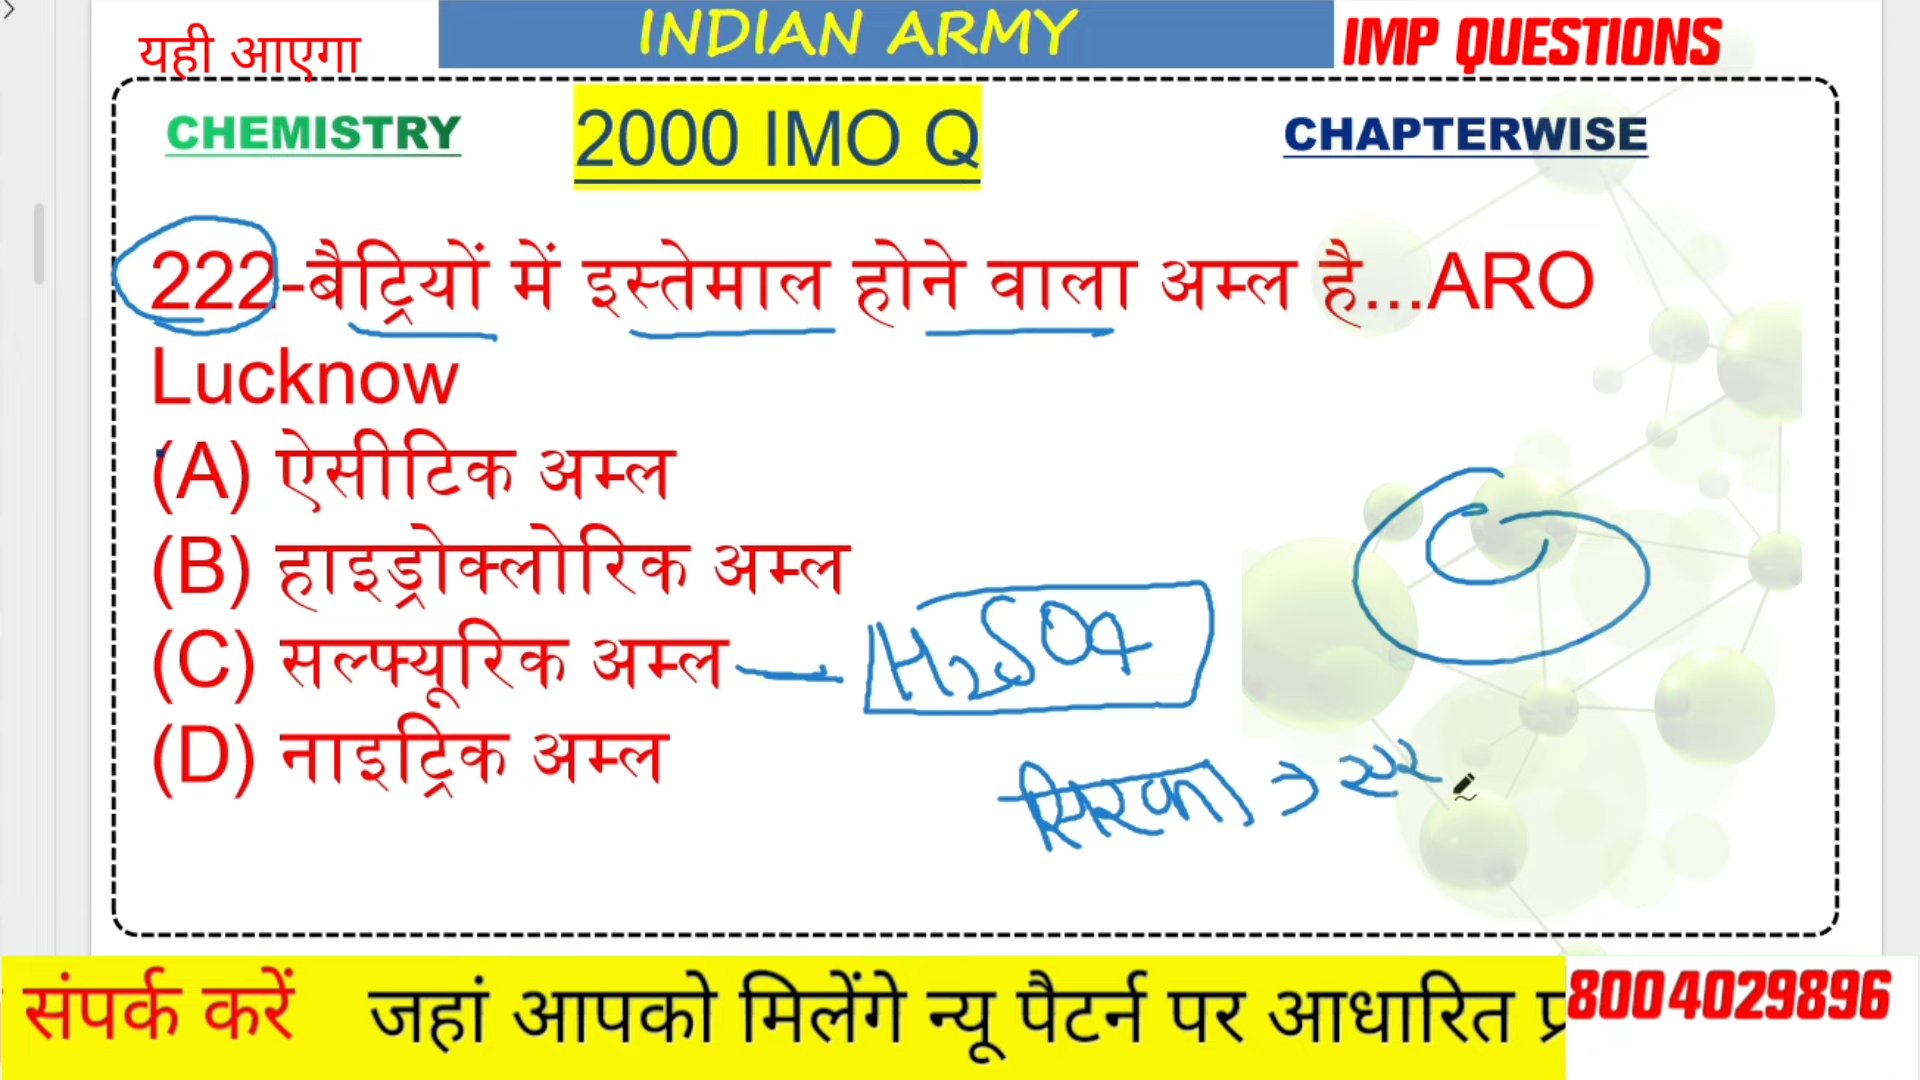 यही आएगा
INDIAN ARMY
IMP QUESTIONS
CHEMISTRY
2000 IMO Q
CHAPTERWISE
222-बैट्रियों में इस्तेमाल होने वाला अम्ल है...ARO
Lucknow
(A) ऐसीटिक अम्ल
(B) हाइड्रोक्लोरिक अम्ल
(C) सल्फ्यूरिक अम्ल
H2SO4
(D) नाइट्रिक अम्ल
सिरका
संपर्क करें जहां आपको मिलेंगे न्यू पैटर्न पर आधारित प्र
8004029896